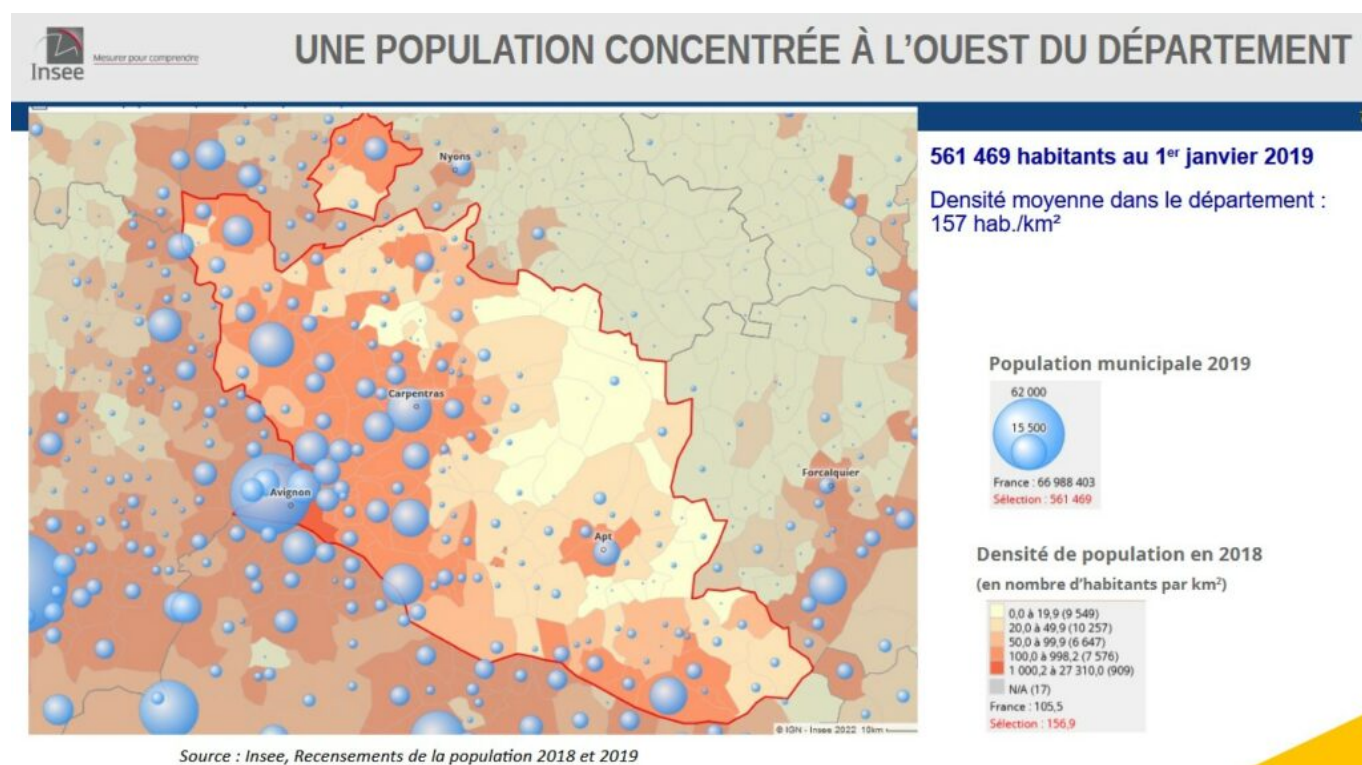 Insee
Mesurer pour comprendre
UNE POPULATION CONCENTRÉE À L'OUEST DU DÉPARTEMENT
561 469 habitants au 1er janvier 2019
Densité moyenne dans le département :
157 hab./km²
Nyons
Carpentras
Avignon
Apt
Forcalquier
© IGN - Insee 2022 10km
Population municipale 2019
62 000
15 500
France : 66 988 403
Sélection : 561 469
Densité de population en 2018
(en nombre d'habitants par km²)
0,0 à 19,9 (9 549)
20,0 à 49,9 (10 257)
50,0 à 99,9 (6 647)
100,0 à 998,2 (7 576)
1 000,2 à 27 310,0 (909)
N/A (17)
France : 105,5
Sélection : 156,9
Source : Insee, Recensements de la population 2018 et 2019